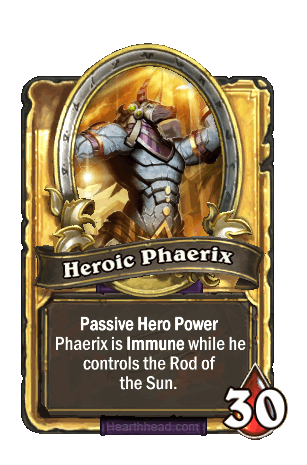 Heroic Phaerix
Passive Hero Power
Phaerix is Immune while he
controls the Rod of
the Sun.
30
Hearthhead.com